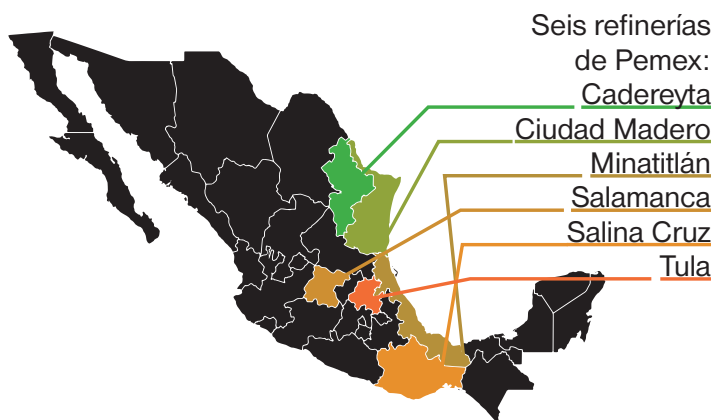 Seis refinerías
de Pemex:
Cadereyta
Ciudad Madero
Minatitlán
Salamanca
Salina Cruz
Tula